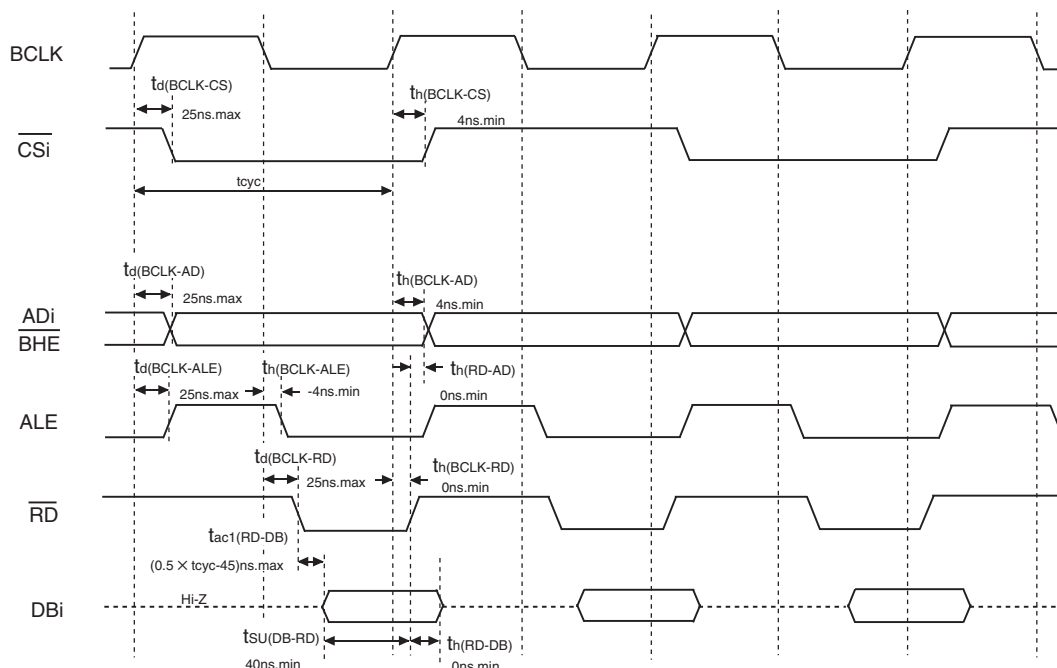 BCLK
td(BCLK-CS)
25ns.max
th(BCLK-CS)
4ns.min
CSi
tcyc
td(BCLK-AD)
25ns.max
th(BCLK-AD)
4ns.min
ADi
BHE
td(BCLK-ALE)
25ns.max
th(BCLK-ALE)
-4ns.min
th(RD-AD)
0ns.min
ALE
td(BCLK-RD)
25ns.max
th(BCLK-RD)
0ns.min
RD
tac1(RD-DB)
(0.5 × tcyc-45)ns.max
Hi-Z
DBi
tSU(DB-RD)
40ns.min
th(RD-DB)
0ns.min